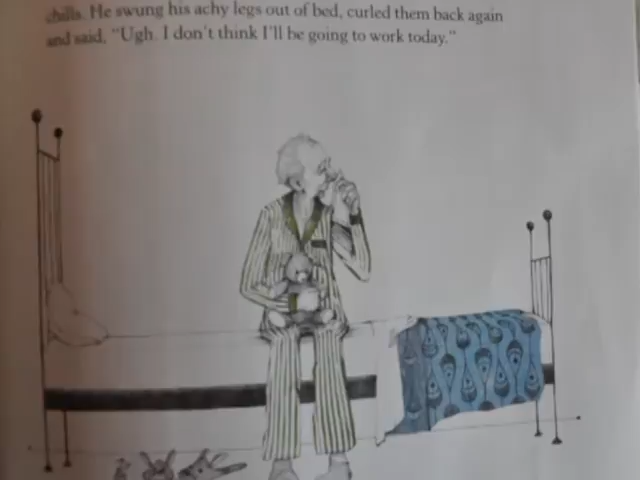 chills. He swung his achy legs out of bed, curled them back again
and said, "Ugh. I don't think I'll be going to work today."